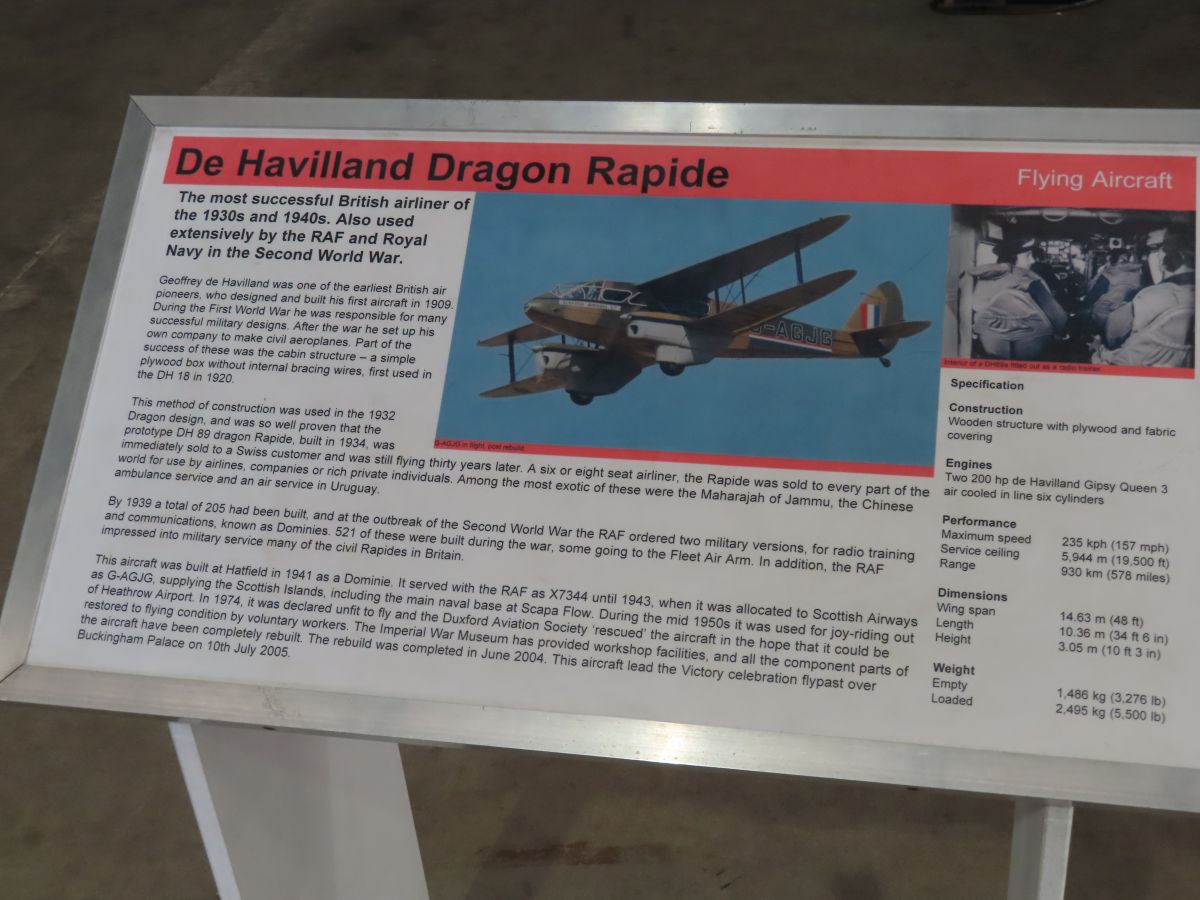 De Havilland Dragon Rapide
Flying Aircraft
The most successful British airliner of
the 1930s and 1940s. Also used
extensively by the RAF and Royal
Navy in the Second World War.
Geoffrey de Havilland was one of the earliest British air
pioneers, who designed and built his first aircraft in 1909.
During the First World War he was responsible for many
successful military designs. After the war he set up his
own company to make civil aeroplanes. Part of the
success of these was the cabin structure – a simple
plywood box without internal bracing wires, first used in
the DH 18 in 1920.
This method of construction was used in the 1932
Dragon design, and was so well proven that the
prototype DH 89 dragon Rapide, built in 1934, was
immediately sold to a Swiss customer and was still flying thirty years later. A six or eight seat airliner, the Rapide was sold to every part of the
world for use by airlines, companies or rich private individuals. Among the most exotic of these were the Maharajah of Jammu, the Chinese
ambulance service and an air service in Uruguay.
By 1939 a total of 205 had been built, and at the outbreak of the Second World War the RAF ordered two military versions, for radio training
and communications, known as Dominies. 521 of these were built during the war, some going to the Fleet Air Arm. In addition, the RAF
impressed into military service many of the civil Rapides in Britain.
This aircraft was built at Hatfield in 1941 as a Dominie. It served with the RAF as X7344 until 1943, when it was allocated to Scottish Airways
as G-AGJG, supplying the Scottish Islands, including the main naval base at Scapa Flow. During the mid 1950s it was used for joy-riding out
of Heathrow Airport. In 1974, it was declared unfit to fly and the Duxford Aviation Society ‘rescued’ the aircraft in the hope that it could be
restored to flying condition by voluntary workers. The Imperial War Museum has provided workshop facilities, and all the component parts of
the aircraft have been completely rebuilt. The rebuild was completed in June 2004. This aircraft lead the Victory celebration flypast over
Buckingham Palace on 10th July 2005.
G-AGJG
G-AGJG in flight, post rebuild.
Interior of a DH89a fitted out as a radio trainer.
Specification
Construction
Wooden structure with plywood and fabric
covering
Engines
Two 200 hp de Havilland Gipsy Queen 3
air cooled in line six cylinders
Performance
Maximum speed 235 kph (157 mph)
Service ceiling 5,944 m (19,500 ft)
Range 930 km (578 miles)
Dimensions
Wing span 14.63 m (48 ft)
Length 10.36 m (34 ft 6 in)
Height 3.05 m (10 ft 3 in)
Weight
Empty 1,486 kg (3,276 lb)
Loaded 2,495 kg (5,500 lb)